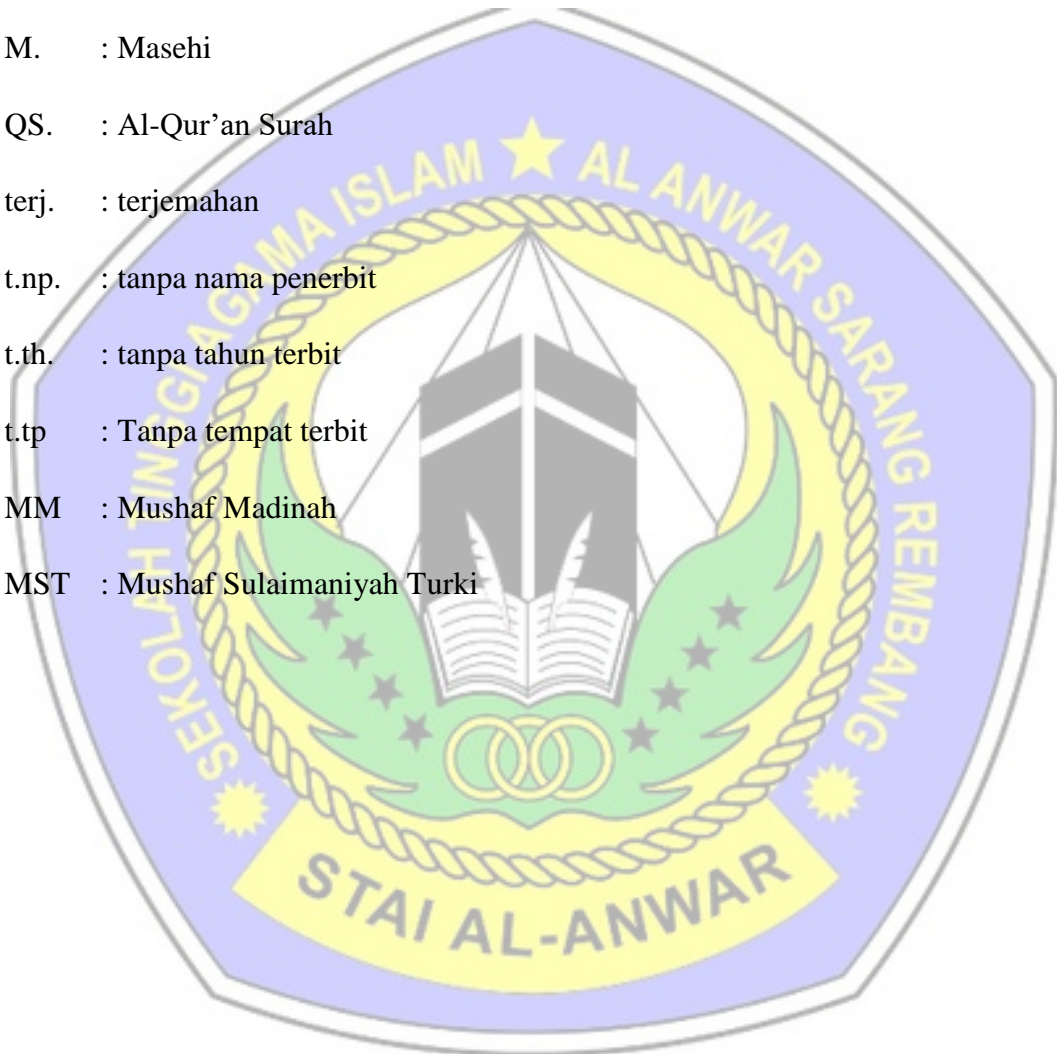 M. : Masehi
QS. : Al-Qur’an Surah
terj. : terjemahan
t.np. : tanpa nama penerbit
t.th. : tanpa tahun terbit
t.tp : Tanpa tempat terbit
MM : Mushaf Madinah
MST : Mushaf Sulaimaniyah Turki
SEKOLAH TINGGI AGAMA ISLAM AL ANWAR SARANG REMBANG
STAI AL-ANWAR